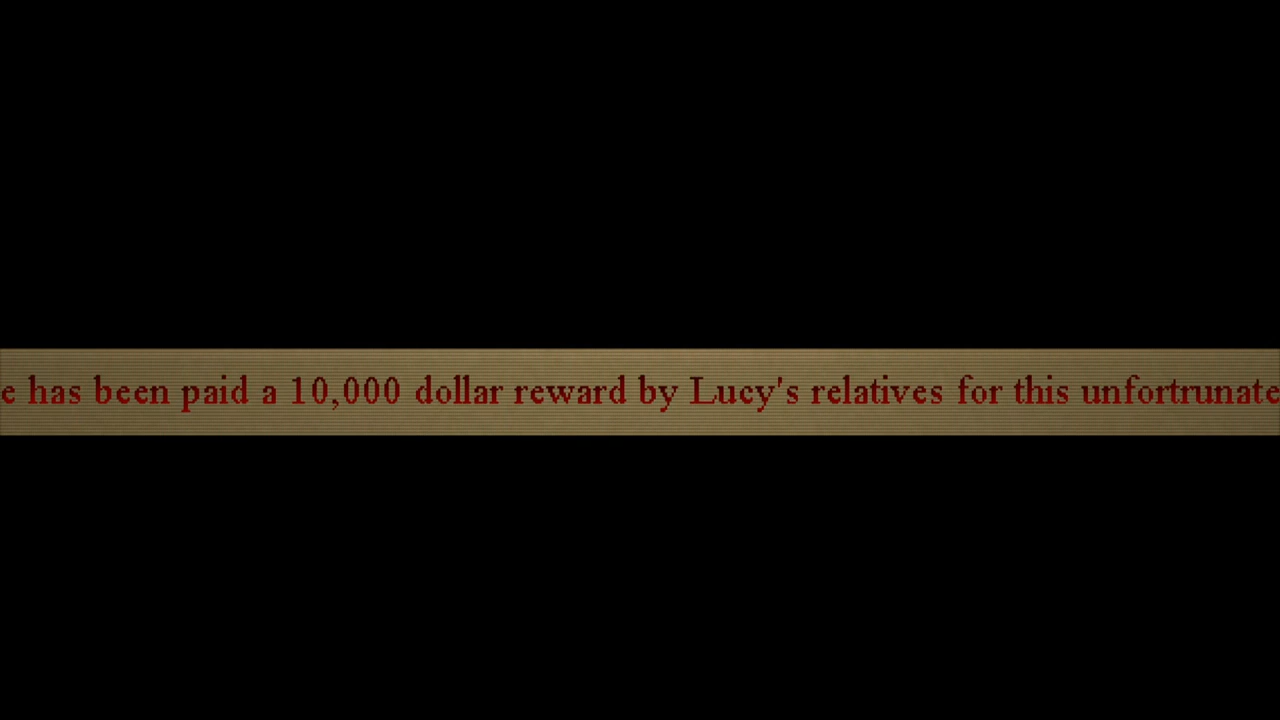 e has been paid a 10,000 dollar reward by Lucy's relatives for this unfortrunate